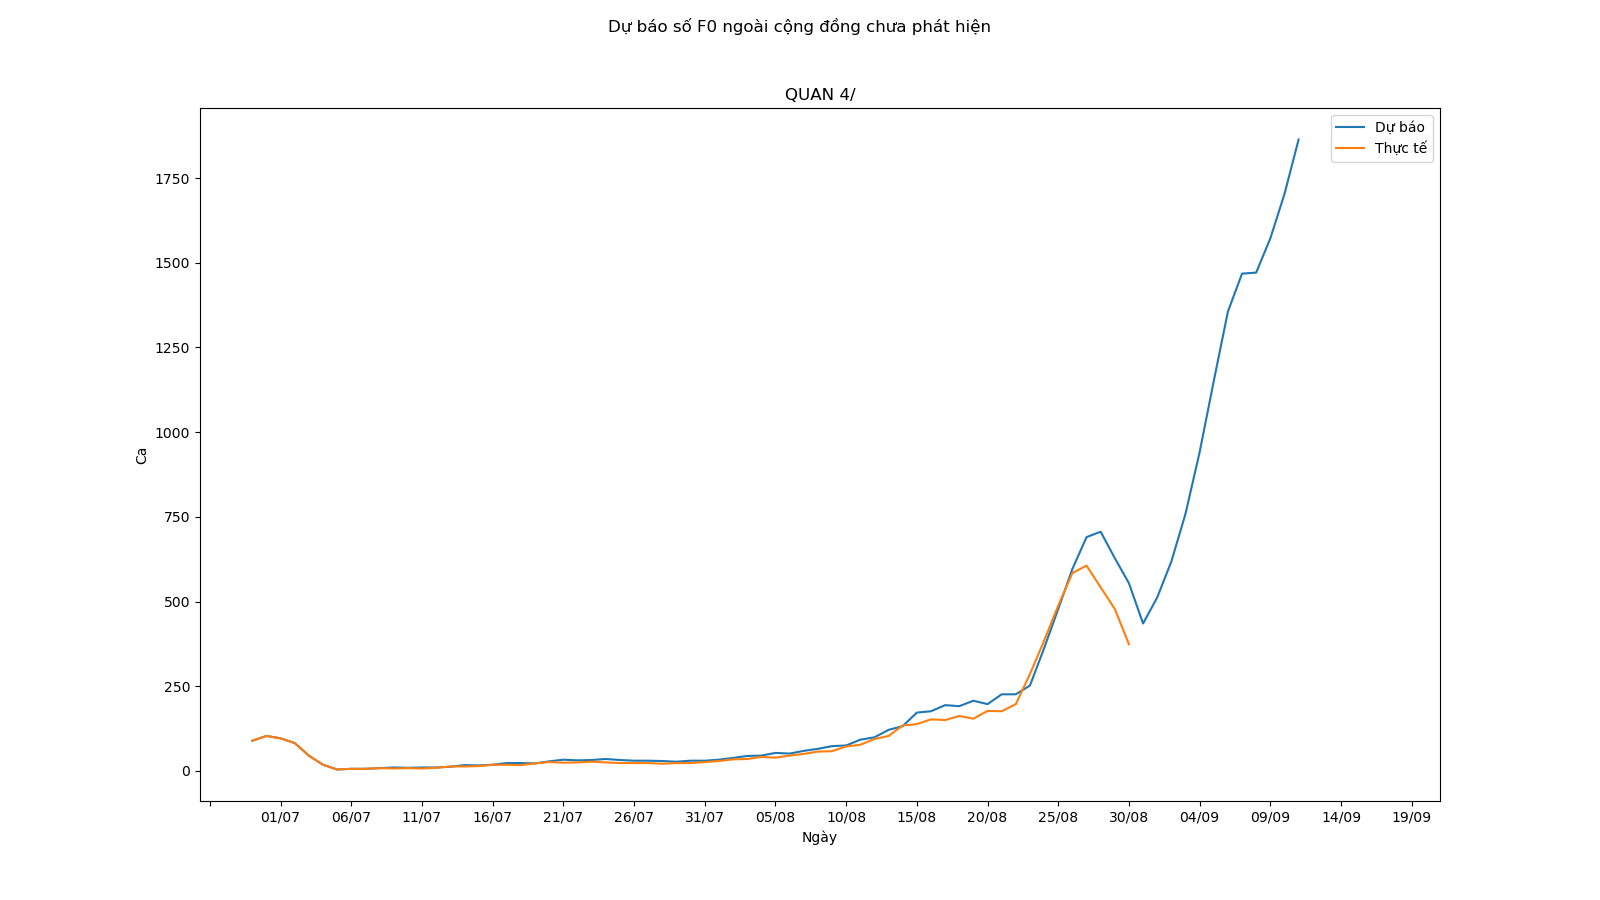 Dự báo số F0 ngoài cộng đồng chưa phát hiện
QUAN 4/
Dự báo
Thực tế
1750
1500
1250
1000
750
500
250
0
Ca
01/07 06/07 11/07 16/07 21/07 26/07 31/07 05/08 10/08 15/08 20/08 25/08 30/08 04/09 09/09 14/09 19/09
Ngày